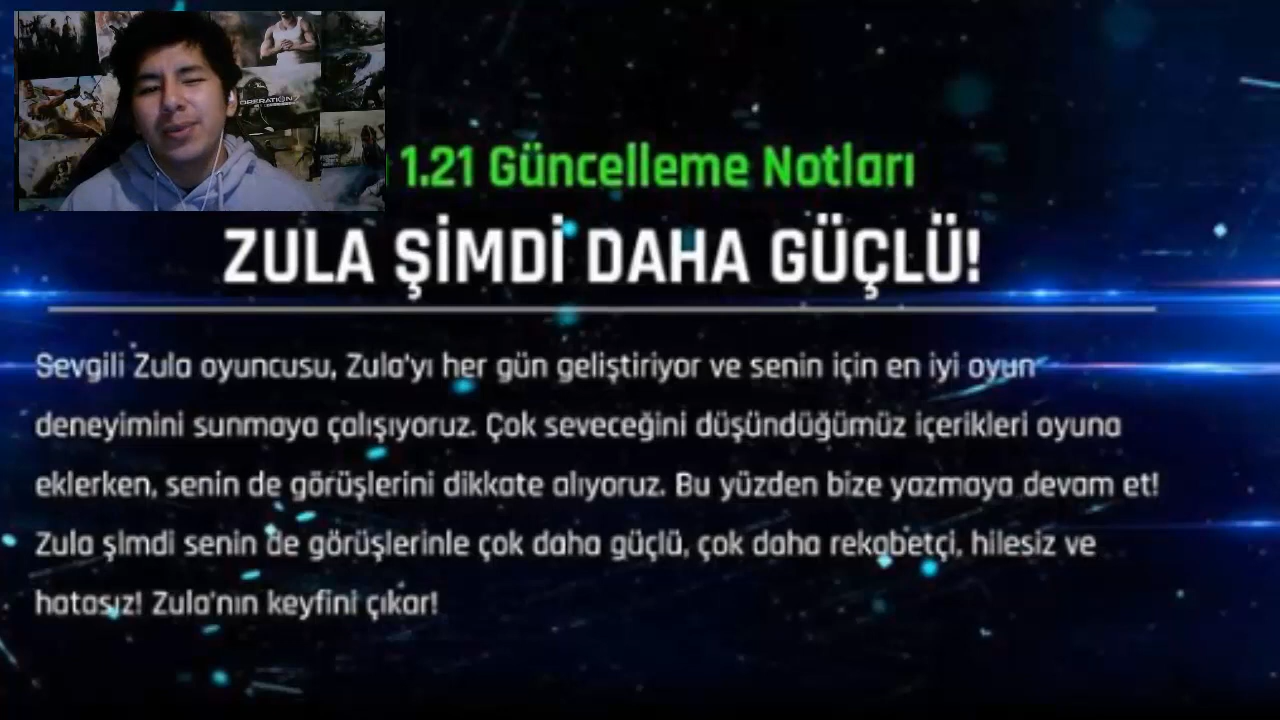 OPERATION
1.21 Güncelleme Notları
ZULA ŞİMDİ DAHA GÜÇLÜ!
Sevgili Zula oyuncusu, Zula'yı her gün geliştiriyor ve senin için en iyi oyun
deneyimini sunmaya çalışıyoruz. Çok seveceğini düşündüğümüz içerikleri oyuna
eklerken, senin de görüşlerini dikkate alıyoruz. Bu yüzden bize yazmaya devam et!
Zula şimdi senin de görüşlerinle çok daha güçlü, çok daha rekabetçi, hilesiz ve
hatasız! Zula'nın keyfini çıkar!